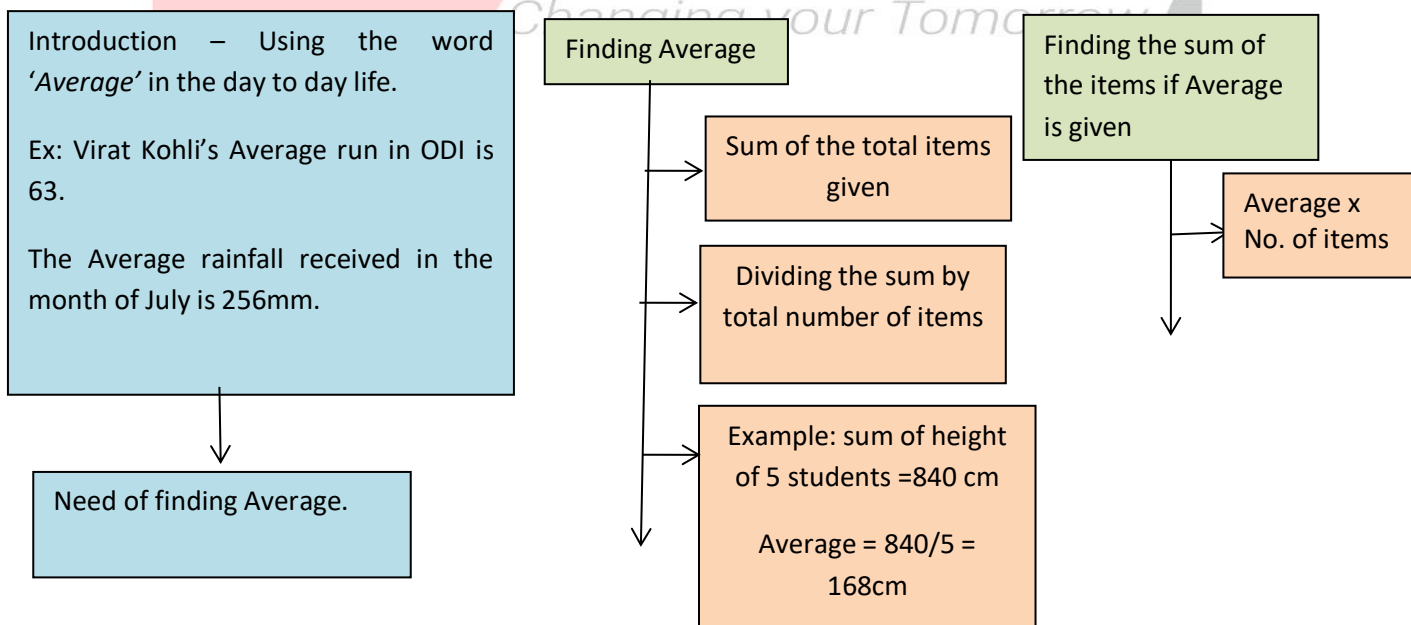 Changing your Tomorrow
Introduction – Using the word
‘Average’ in the day to day life.
Ex: Virat Kohli’s Average run in ODI is
63.
The Average rainfall received in the
month of July is 256mm.
Need of finding Average.
Finding Average
Sum of the total items
given
Dividing the sum by
total number of items
Example: sum of height
of 5 students =840 cm
Average = 840/5 =
168cm
Finding the sum of
the items if Average
is given
Average x
No. of items